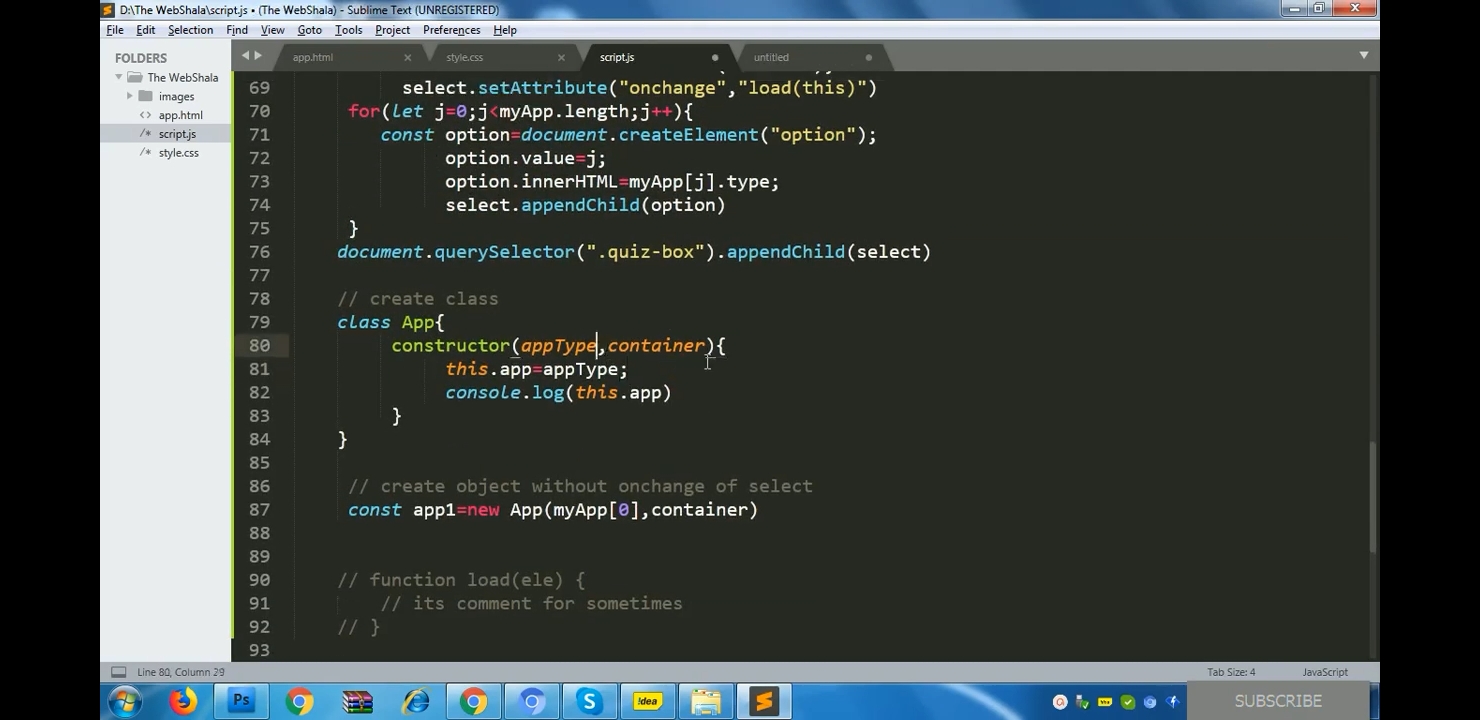 D:\The WebShala\script.js • (The WebShala) - Sublime Text (UNREGISTERED)
File Edit Selection Find View Goto Tools Project Preferences Help
FOLDERS
The WebShala
images
app.html
script.js
style.css
app.html style.css script.js untitled
69 select.setAttribute("onchange","load(this)")
70 for(let j=0;j<myApp.length;j++){
71 const option=document.createElement("option");
72 option.value=j;
73 option.innerHTML=myApp[j].type;
74 select.appendChild(option)
75 }
76 document.querySelector(".quiz-box").appendChild(select)
77
78 // create class
79 class App{
80 constructor(appType,container){
81 this.app=appType;
82 console.log(this.app)
83 }
84 }
85
86 // create object without onchange of select
87 const app1=new App(myApp[0],container)
88
89
90 // function load(ele) {
91 // its comment for sometimes
92 // }
93
Line 80, Column 29 Tab Size: 4 JavaScript
Ps !dea SUBSCRIBE